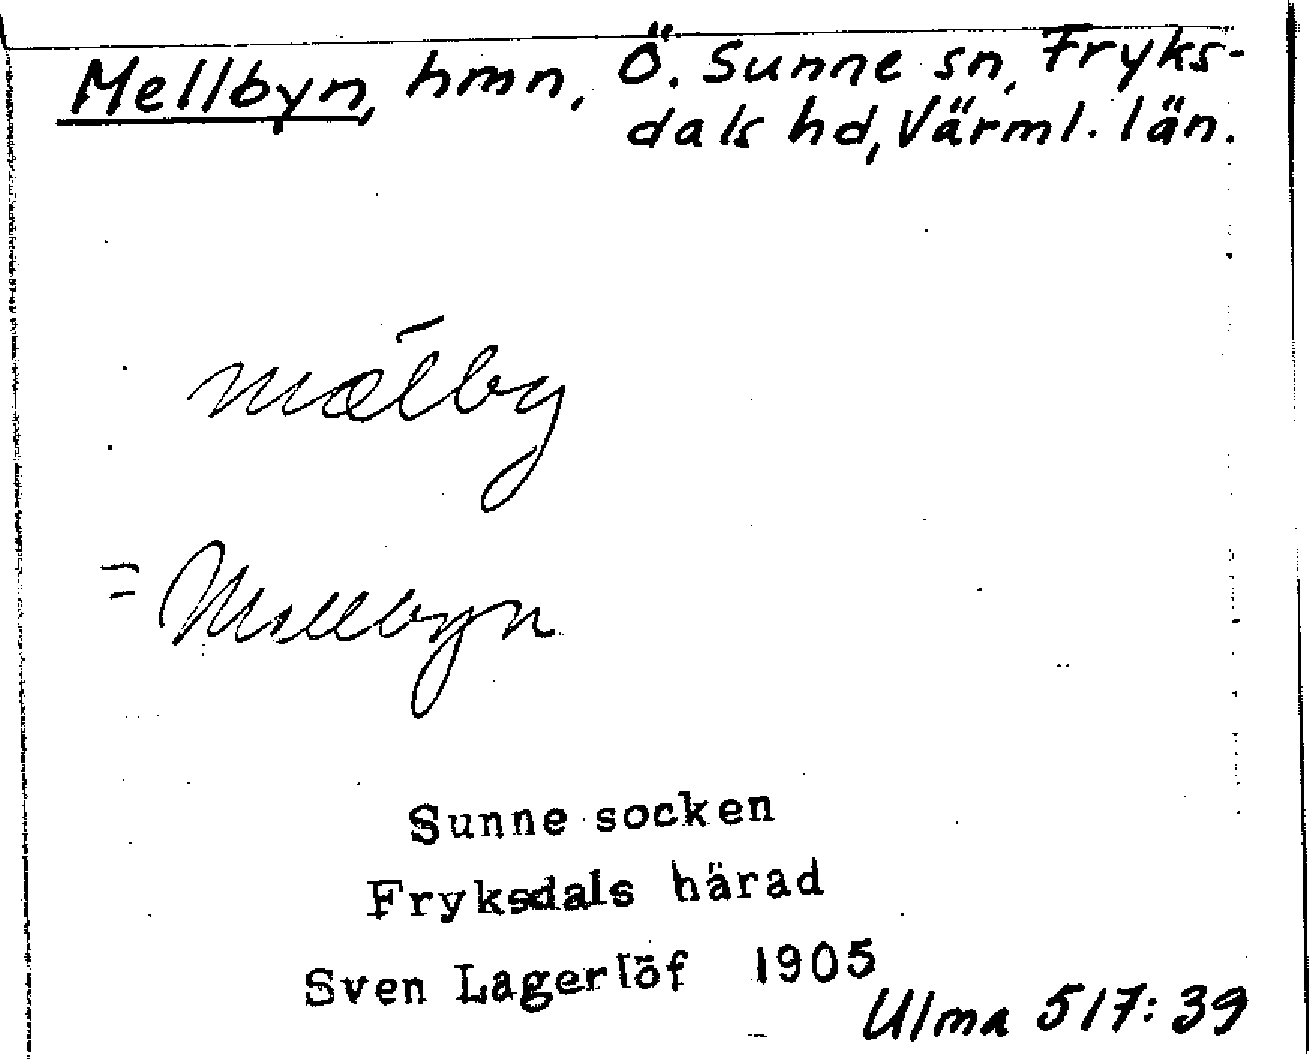 Mellbyn, hmn, Ö. Sunne sn, Fryks-
dals hd, Värml. län.
mælby
= Mellbyn
Sunne socken
Fryksdals härad
Sven Lagerlöf 1905
Ulma 517:39